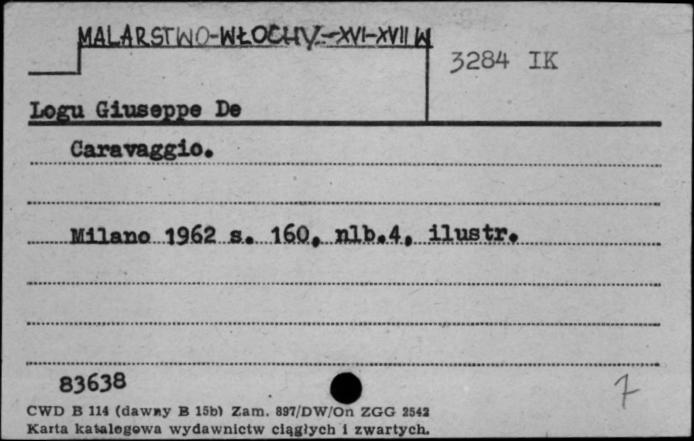 MALARSTWO-WŁOCHY-XVI-XVII W
3284 IK
Logu Giuseppe De
Caravaggio.
Milano 1962 s. 160, nlb.4, ilustr.
83638
7
CWD B 114 (dawny B 15b) Zam. 897/DW/On ZGG 2542
Karta katalogowa wydawnictw ciągłych i zwartych.